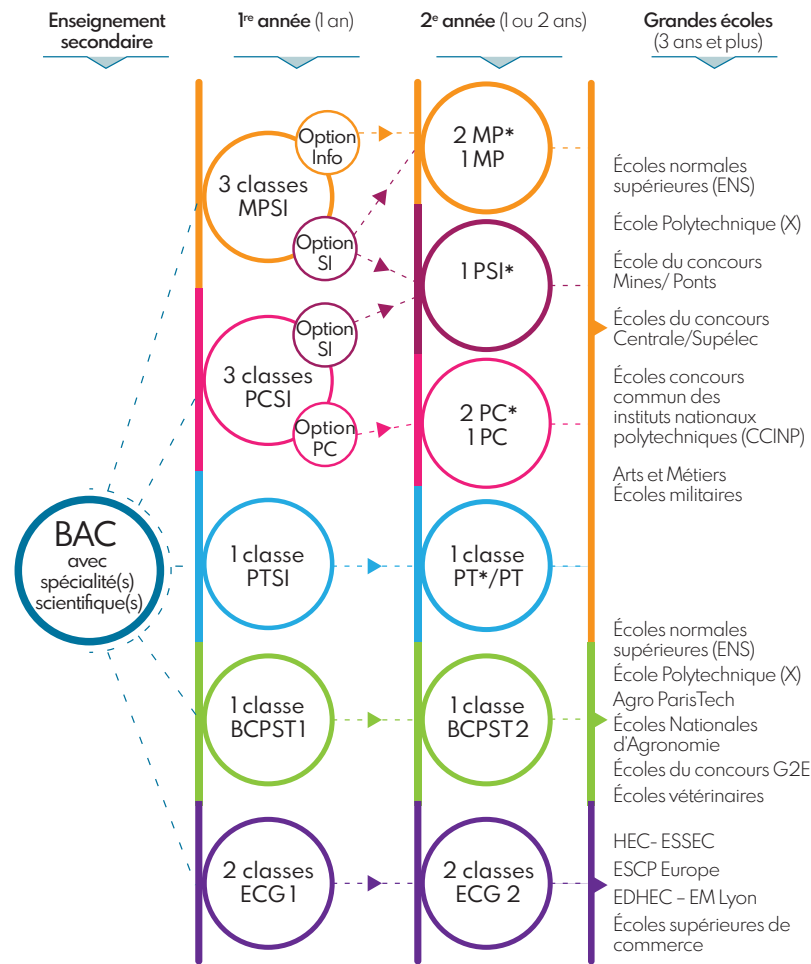 Enseignement
secondaire
1re année (1 an)
2e année (1 ou 2 ans)
Grandes écoles
(3 ans et plus)
Option
Info
3 classes
MPSI
Option
SI
2 MP*
1 MP
1 PSI*
Option
SI
3 classes
PCSI
Option
PC
2 PC*
1 PC
BAC
avec
spécialité(s)
scientifique(s)
1 classe
PTSI
1 classe
PT*/PT
1 classe
BCPST1
1 classe
BCPST2
2 classes
ECG1
2 classes
ECG 2
Écoles normales
supérieures (ENS)
École Polytechnique (X)
École du concours
Mines/ Ponts
Écoles du concours
Centrale/Supélec
Écoles concours
commun des
instituts nationaux
polytechniques (CCINP)
Arts et Métiers
Écoles militaires
Écoles normales
supérieures (ENS)
École Polytechnique (X)
Agro ParisTech
Écoles Nationales
d'Agronomie
Écoles du concours G2E
Écoles vétérinaires
HEC- ESSEC
ESCP Europe
EDHEC – EM Lyon
Écoles supérieures de
commerce